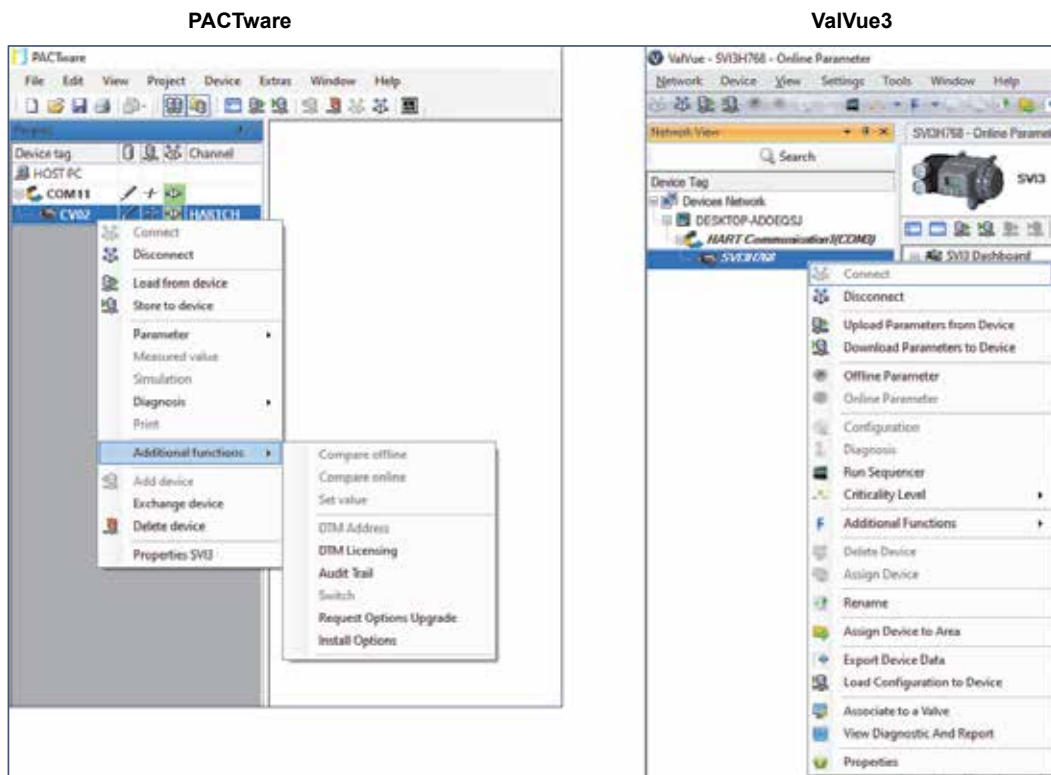 PACTware
PACTware
File Edit View Project Device Extras Window Help
Project
Device tag Channel
HOST PC
COM11
CV02 HARTCH
Connect
Disconnect
Load from device
Store to device
Parameter
Measured value
Simulation
Diagnosis
Print
Additional functions
Add device
Exchange device
Delete device
Properties SVI3
Compare offline
Compare online
Set value
DTM Address
DTM Licensing
Audit Trail
Switch
Request Options Upgrade
Install Options
ValVue3
ValVue - SVI3H768 - Online Parameter
Network Device View Settings Tools Window Help
Network View
SVI3H768 - Online Paramet
Search
SVI3
Device Tag
Devices Network
DESKTOP-ADOEQSJ
HART Communication1(COM3)
SVI3H768
SVI3 Dashboard
Connect
Disconnect
Upload Parameters from Device
Download Parameters to Device
Offline Parameter
Online Parameter
Configuration
Diagnosis
Run Sequencer
Criticality Level
Additional Functions
Delete Device
Assign Device
Rename
Assign Device to Area
Export Device Data
Load Configuration to Device
Associate to a Valve
View Diagnostic And Report
Properties